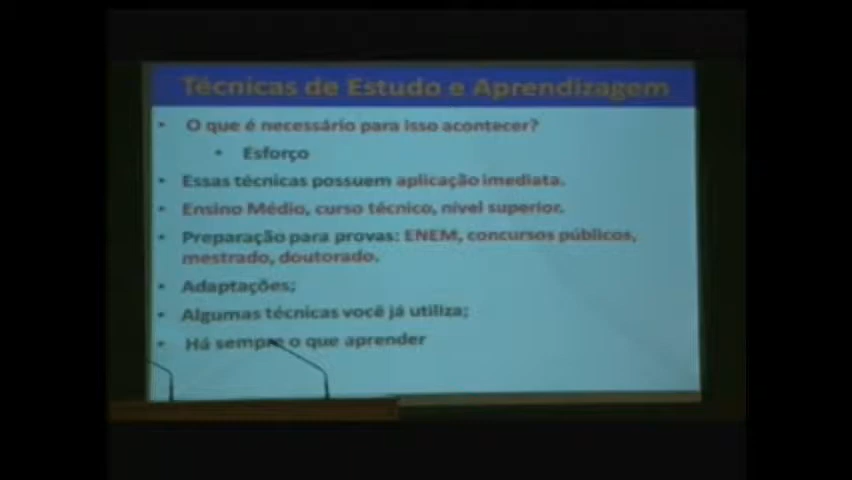 Técnicas de Estudo e Aprendizagem
• O que é necessário para isso acontecer?
• Esforço
• Essas técnicas possuem aplicação imediata.
• Ensino Médio, curso técnico, nível superior.
• Preparação para provas: ENEM, concursos públicos,
mestrado, doutorado.
• Adaptações;
• Algumas técnicas você já utiliza;
• Há sempre o que aprender